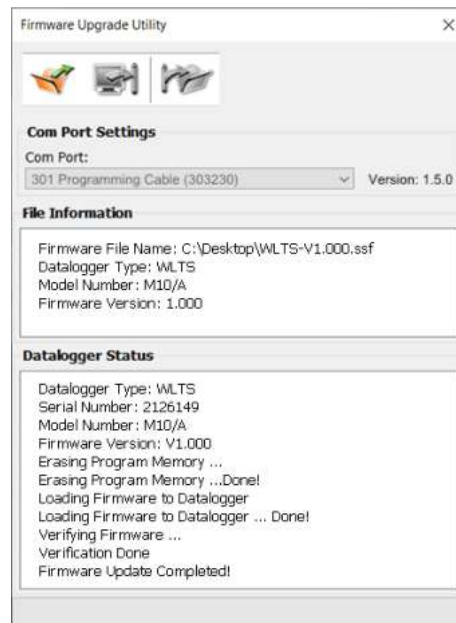 Firmware Upgrade Utility
Com Port Settings
Com Port:
301 Programming Cable (303230)
Version: 1.5.0
File Information
Firmware File Name: C:\Desktop\WLTS-V1.000.ssf
Datalogger Type: WLTS
Model Number: M10/A
Firmware Version: 1.000
Datalogger Status
Datalogger Type: WLTS
Serial Number: 2126149
Model Number: M10/A
Firmware Version: V1.000
Erasing Program Memory ...
Erasing Program Memory ...Done!
Loading Firmware to Datalogger
Loading Firmware to Datalogger ... Done!
Verifying Firmware ...
Verification Done
Firmware Update Completed!